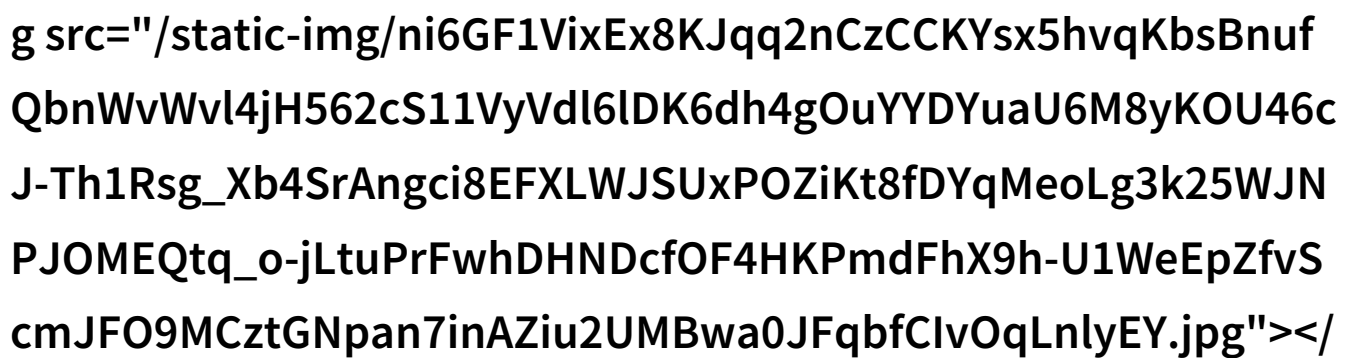 g src="/static-img/ni6GF1VixEx8KJqq2nCzCCKYsx5hvqKbsBnuf
QbnWvWvl4jH562cS11VyVdl6lDK6dh4gOuYYDYuaU6M8yKOU46c
J-Th1Rsg_Xb4SrAngci8EFXLWJSUxPOZiKt8fDYqMeoLg3k25WJN
PJOMEQtq_o-jLtuPrFwhDHNDcfOF4HKPmdFhX9h-U1WeEpZfvS
cmJFO9MCztGNpan7inAZiu2UMBwa0JFqbfCIvOqLnlyEY.jpg"></